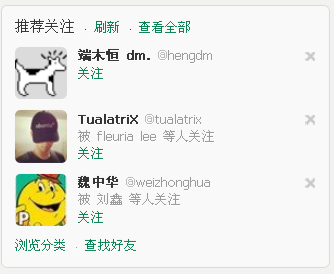 推荐关注 · 刷新 · 查看全部
端木恒 dm. @hengdm
关注
TualatriX @tualatrix
被 fleuria lee 等人关注
关注
魏中华 @weizhonghua
被 刘鑫 等人关注
P
关注
浏览分类 · 查找好友